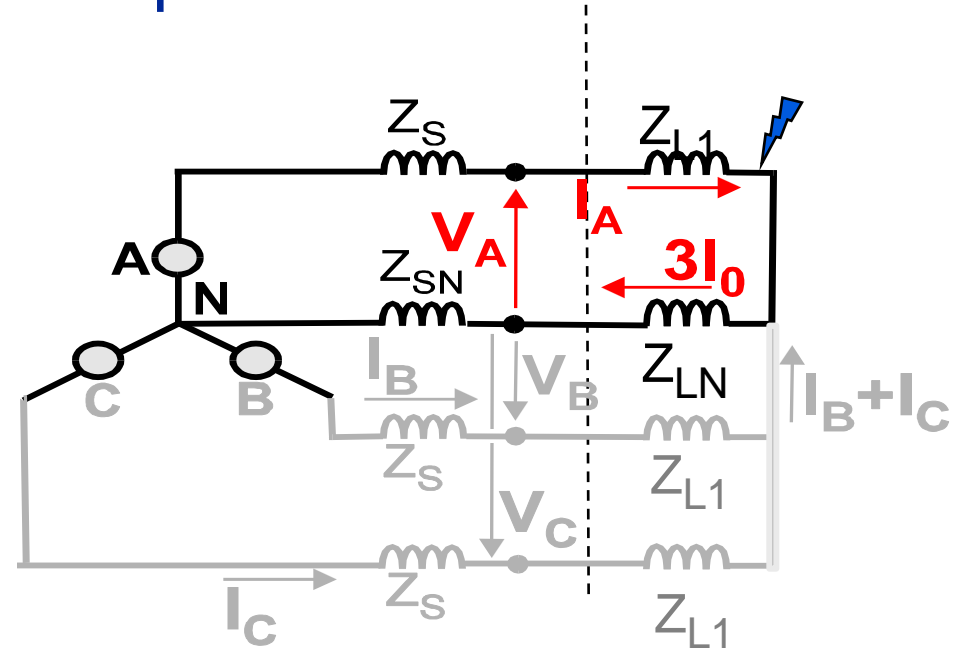 Z_S
Z_L1
I_A
V_A
A
3I_0
Z_SN
N
I_B
V_B
Z_LN
C
B
I_B+I_C
Z_S
Z_L1
V_C
Z_S
I_C
Z_L1